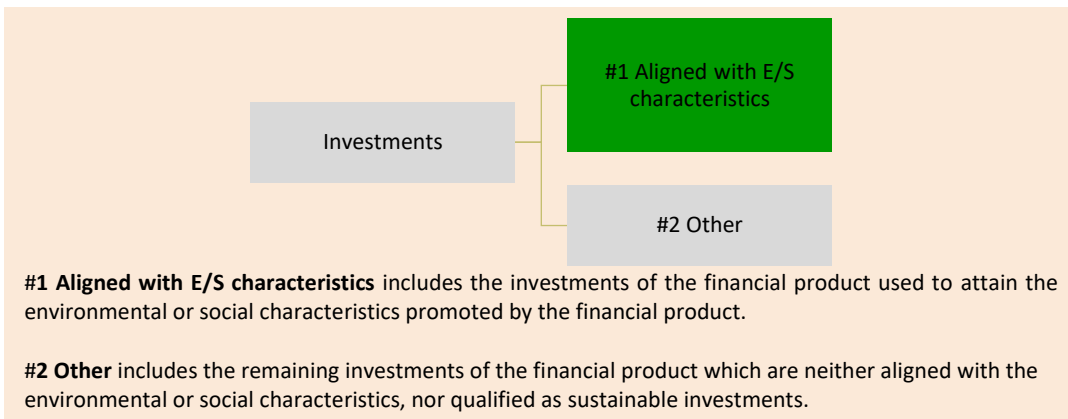 #1 Aligned with E/S
characteristics
Investments
#2 Other
#1 Aligned with E/S characteristics includes the investments of the financial product used to attain the
environmental or social characteristics promoted by the financial product.
#2 Other includes the remaining investments of the financial product which are neither aligned with the
environmental or social characteristics, nor qualified as sustainable investments.